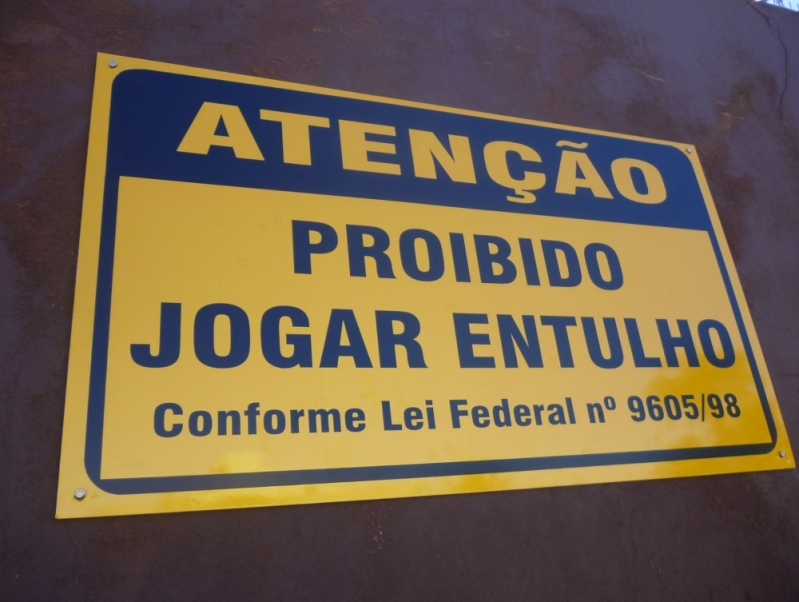 ATENÇÃO
PROIBIDO
JOGAR ENTULHO
Conforme Lei Federal nº 9605/98